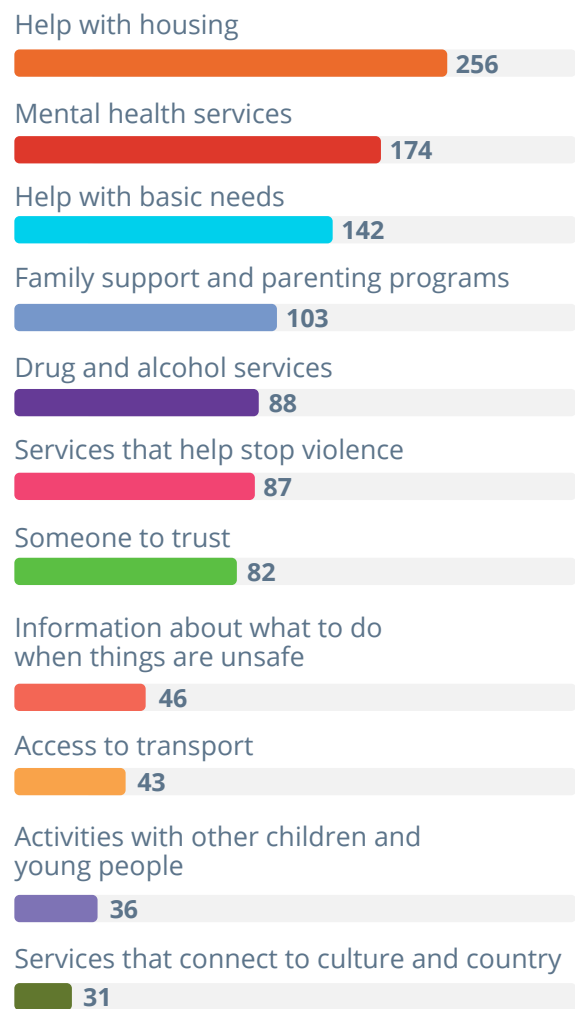 Help with housing
256
Mental health services
174
Help with basic needs
142
Family support and parenting programs
103
Drug and alcohol services
88
Services that help stop violence
87
Someone to trust
82
Information about what to do
when things are unsafe
46
Access to transport
43
Activities with other children and
young people
36
Services that connect to culture and country
31